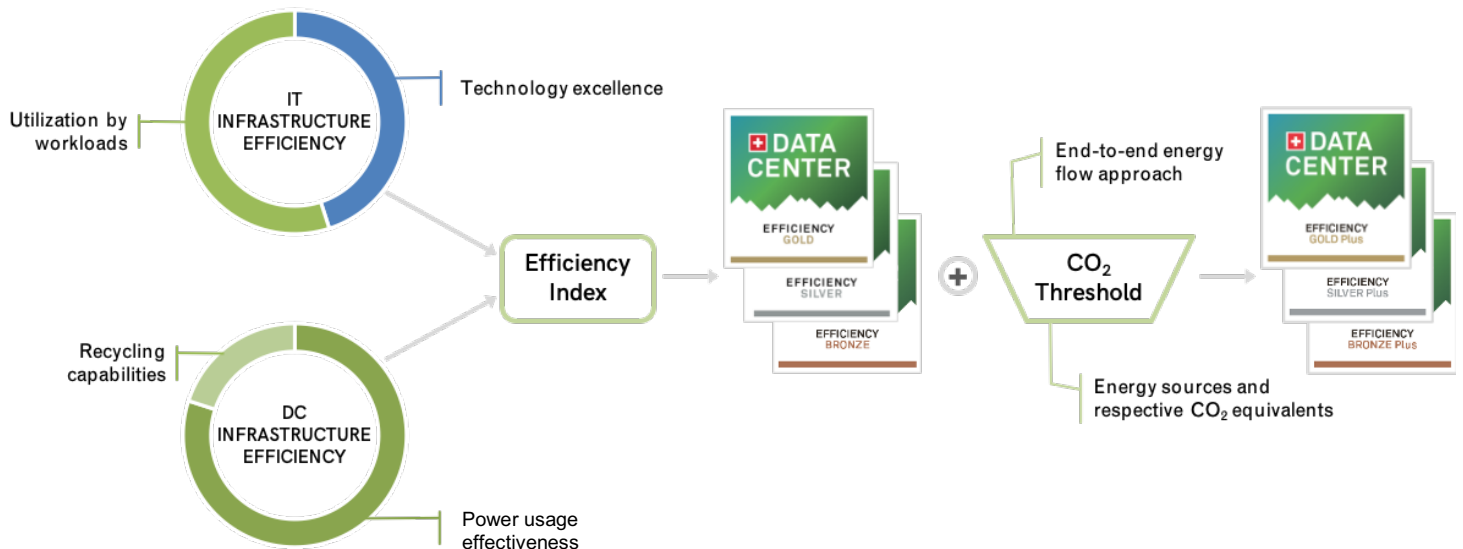 IT
INFRASTRUCTURE
EFFICIENCY
Technology excellence
Utilization by
workloads
Recycling
capabilities
DC
INFRASTRUCTURE
EFFICIENCY
Power usage
effectiveness
Efficiency
Index
DATA
CENTER
EFFICIENCY
GOLD
EFFICIENCY
SILVER
EFFICIENCY
BRONZE
End-to-end energy
flow approach
CO₂
Threshold
Energy sources and
respective CO₂ equivalents
DATA
CENTER
EFFICIENCY
GOLD Plus
EFFICIENCY
SILVER Plus
EFFICIENCY
BRONZE Plus